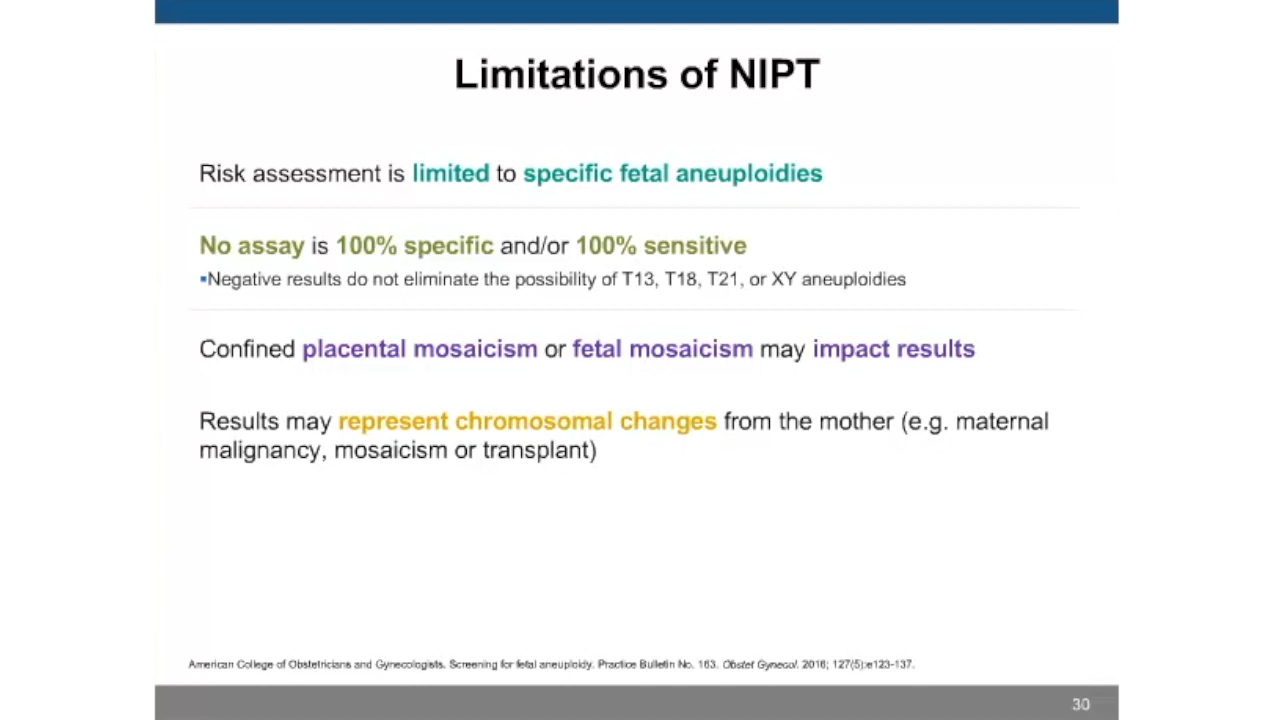 Limitations of NIPT
Risk assessment is limited to specific fetal aneuploidies
No assay is 100% specific and/or 100% sensitive
▪Negative results do not eliminate the possibility of T13, T18, T21, or XY aneuploidies
Confined placental mosaicism or fetal mosaicism may impact results
Results may represent chromosomal changes from the mother (e.g. maternal
malignancy, mosaicism or transplant)
American College of Obstetricians and Gynecologists. Screening for fetal aneuploidy. Practice Bulletin No. 163. Obstet Gynecol. 2016; 127(5):e123-137.
30